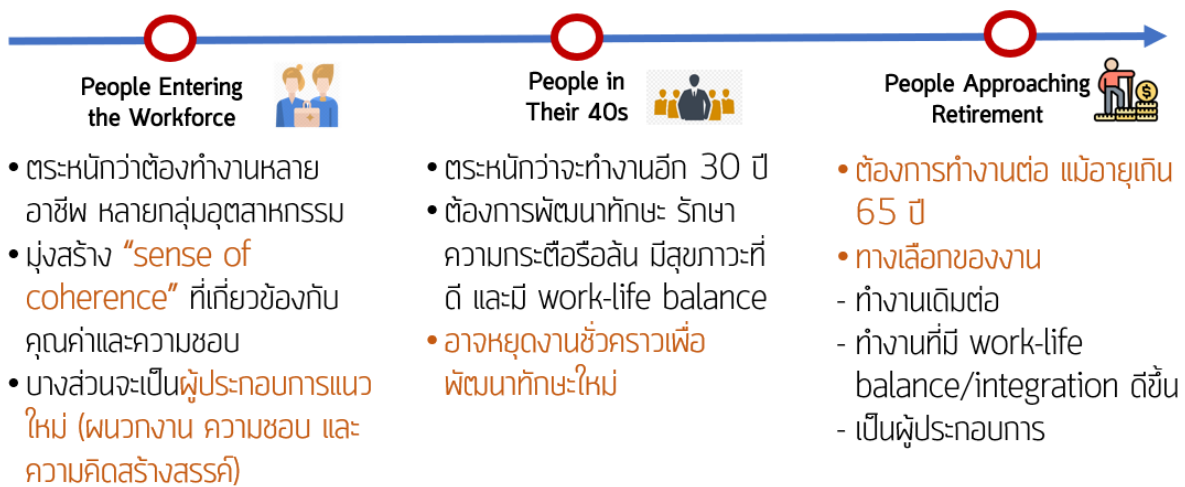 People Entering
the Workforce
• ตระหนักว่าต้องทำงานหลาย
อาชีพ หลายกลุ่มอุตสาหกรรม
• มุ่งสร้าง “sense of
coherence” ที่เกี่ยวข้องกับ
คุณค่าและความชอบ
• บางส่วนจะเป็นผู้ประกอบการแนว
ใหม่ (ผนวกงาน ความชอบ และ
ความคิดสร้างสรรค์)
People in
Their 40s
• ตระหนักว่าจะทำงานอีก 30 ปี
• ต้องการพัฒนาทักษะ รักษา
ความกระตือรือล้น มีสุขภาวะที่
ดี และมี work-life balance
• อาจหยุดงานชั่วคราวเพื่อ
พัฒนาทักษะใหม่
People Approaching
Retirement
• ต้องการทำงานต่อ แม้อายุเกิน
65 ปี
• ทางเลือกของงาน
- ทำงานเดิมต่อ
- ทำงานที่มี work-life
balance/integration ดีขึ้น
- เป็นผู้ประกอบการ